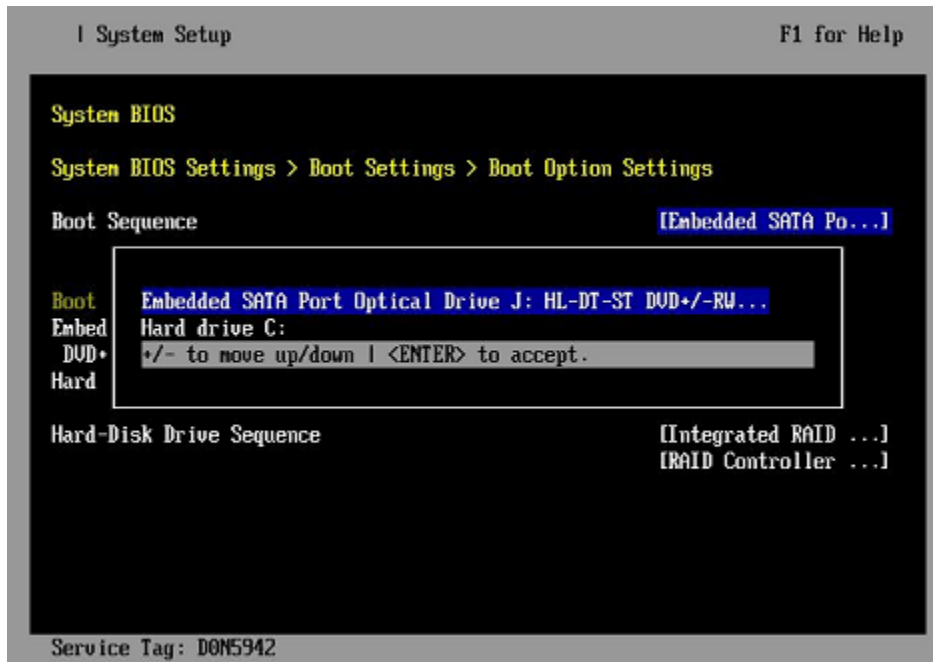 | System Setup
F1 for Help
System BIOS
System BIOS Settings > Boot Settings > Boot Option Settings
Boot Sequence
[Embedded SATA Po...]
Boot
Embed
DVD+
Hard
Embedded SATA Port Optical Drive J: HL-DT-ST DVD+/-RW...
Hard drive C:
+/- to move up/down | <ENTER> to accept.
Hard-Disk Drive Sequence
[Integrated RAID ...]
[RAID Controller ...]
Service Tag: D0N5942